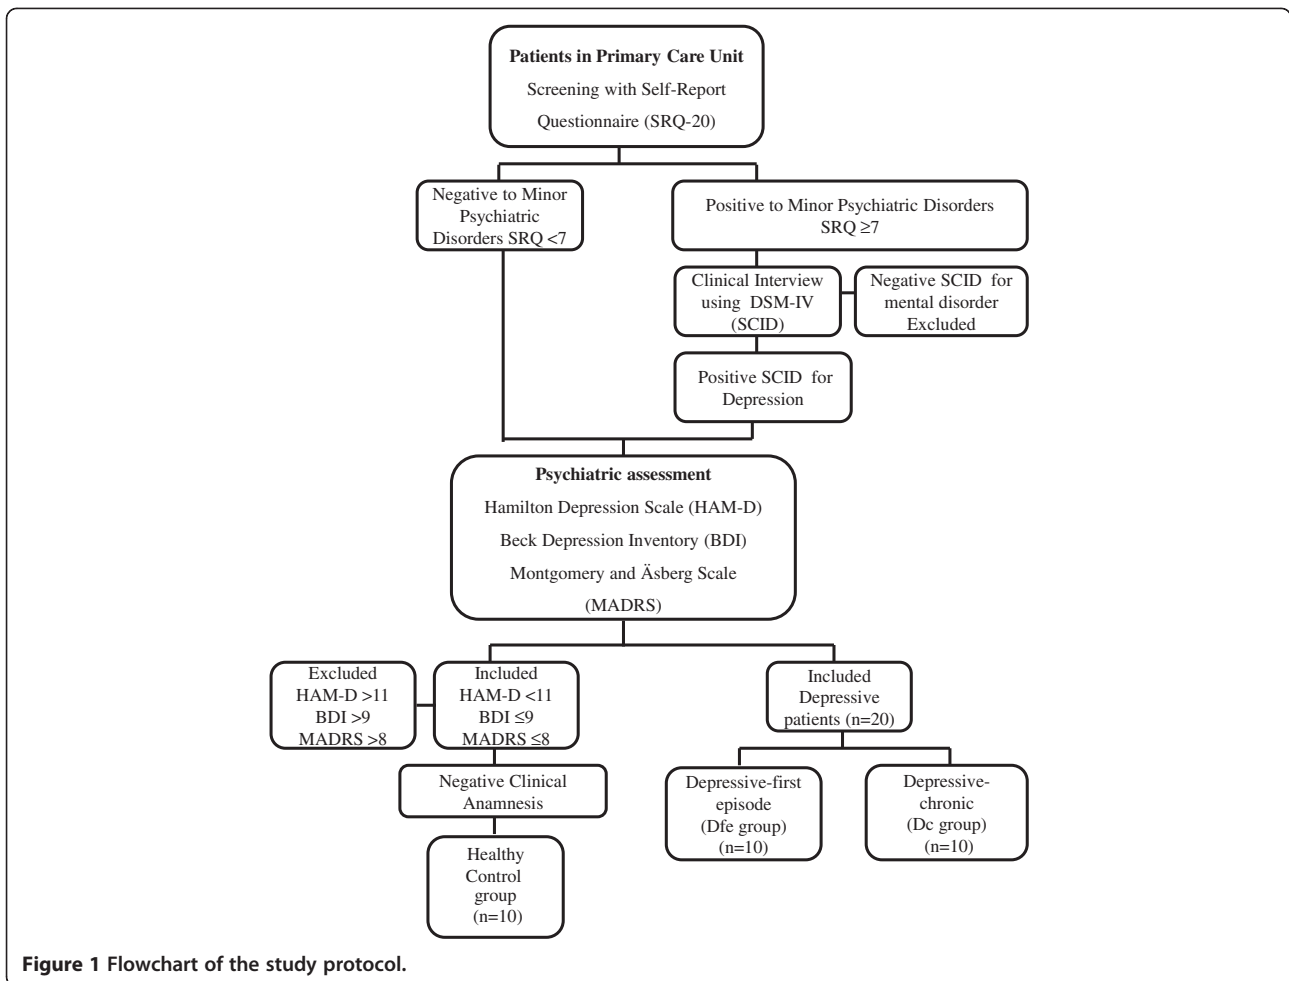 Patients in Primary Care Unit
Screening with Self-Report
Questionnaire (SRQ-20)
Negative to Minor
Psychiatric
Disorders SRQ <7
Positive to Minor Psychiatric Disorders
SRQ ≥7
Clinical Interview
using DSM-IV
(SCID)
Negative SCID for
mental disorder
Excluded
Positive SCID for
Depression
Psychiatric assessment
Hamilton Depression Scale (HAM-D)
Beck Depression Inventory (BDI)
Montgomery and Äsberg Scale
(MADRS)
Excluded
HAM-D >11
BDI >9
MADRS >8
Included
HAM-D <11
BDI ≤9
MADRS ≤8
Included
Depressive
patients (n=20)
Negative Clinical
Anamnesis
Depressive-first
episode
(Dfe group)
(n=10)
Depressive-
chronic
(Dc group)
(n=10)
Healthy
Control
group
(n=10)
Figure 1 Flowchart of the study protocol.